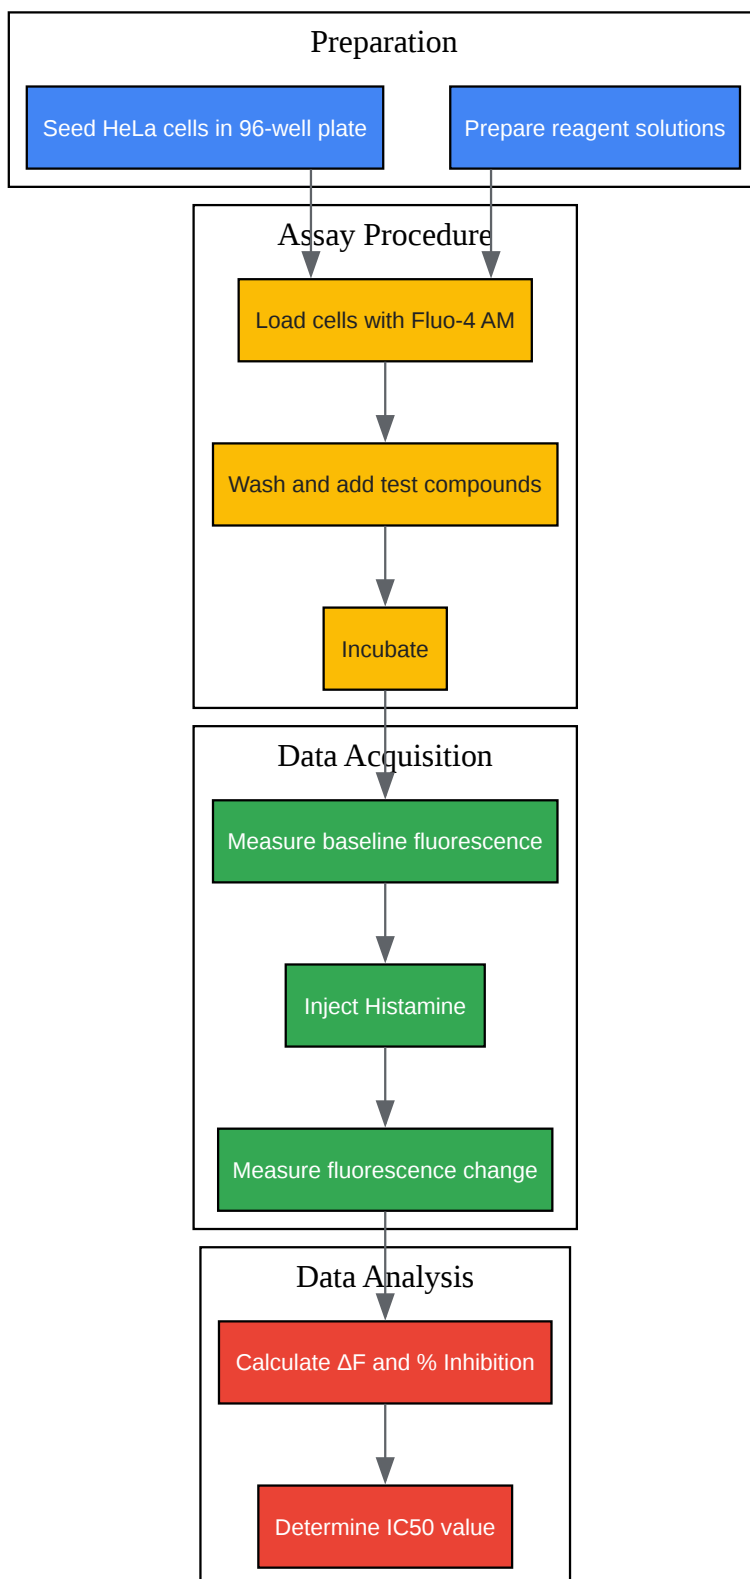 Preparation
Seed HeLa cells in 96-well plate
Prepare reagent solutions
Assay Procedure
Load cells with Fluo-4 AM
Wash and add test compounds
Incubate
Data Acquisition
Measure baseline fluorescence
Inject Histamine
Measure fluorescence change
Data Analysis
Calculate ΔF and % Inhibition
Determine IC50 value